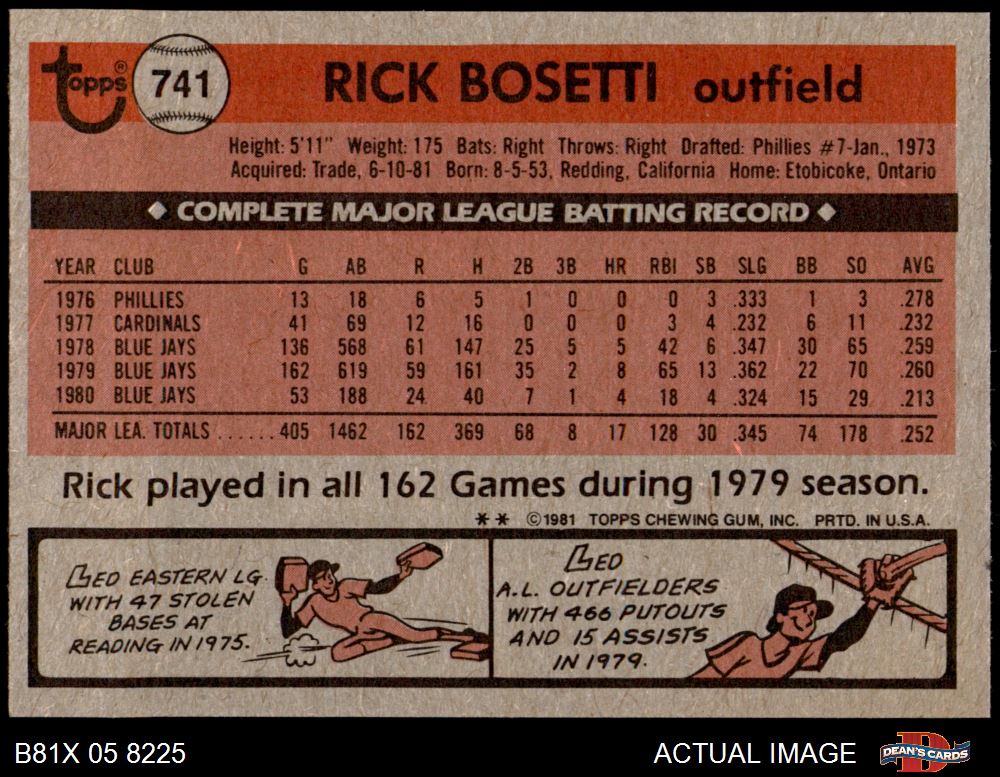 topps® 741 RICK BOSETTI outfield
Height: 5'11" Weight: 175 Bats: Right Throws: Right Drafted: Phillies #7-Jan., 1973
Acquired: Trade, 6-10-81 Born: 8-5-53, Redding, California Home: Etobicoke, Ontario
◆ COMPLETE MAJOR LEAGUE BATTING RECORD ◆
YEAR CLUB G AB R H 2B 3B HR RBI SB SLG BB SO AVG
1976 PHILLIES 13 18 6 5 1 0 0 0 3 .333 1 3 .278
1977 CARDINALS 41 69 12 16 0 0 0 3 4 .232 6 11 .232
1978 BLUE JAYS 136 568 61 147 25 5 5 42 6 .347 30 65 .259
1979 BLUE JAYS 162 619 59 161 35 2 8 65 13 .362 22 70 .260
1980 BLUE JAYS 53 188 24 40 7 1 4 18 4 .324 15 29 .213
MAJOR LEA. TOTALS ...... 405 1462 162 369 68 8 17 128 30 .345 74 178 .252
Rick played in all 162 Games during 1979 season.
** ©1981 TOPPS CHEWING GUM, INC. PRTD. IN U.S.A.
LED EASTERN LG.
WITH 47 STOLEN
BASES AT
READING IN 1975.
LED
A.L. OUTFIELDERS
WITH 466 PUTOUTS
AND 15 ASSISTS
IN 1979.
B81X 05 8225 ACTUAL IMAGE DEAN'S CARDS